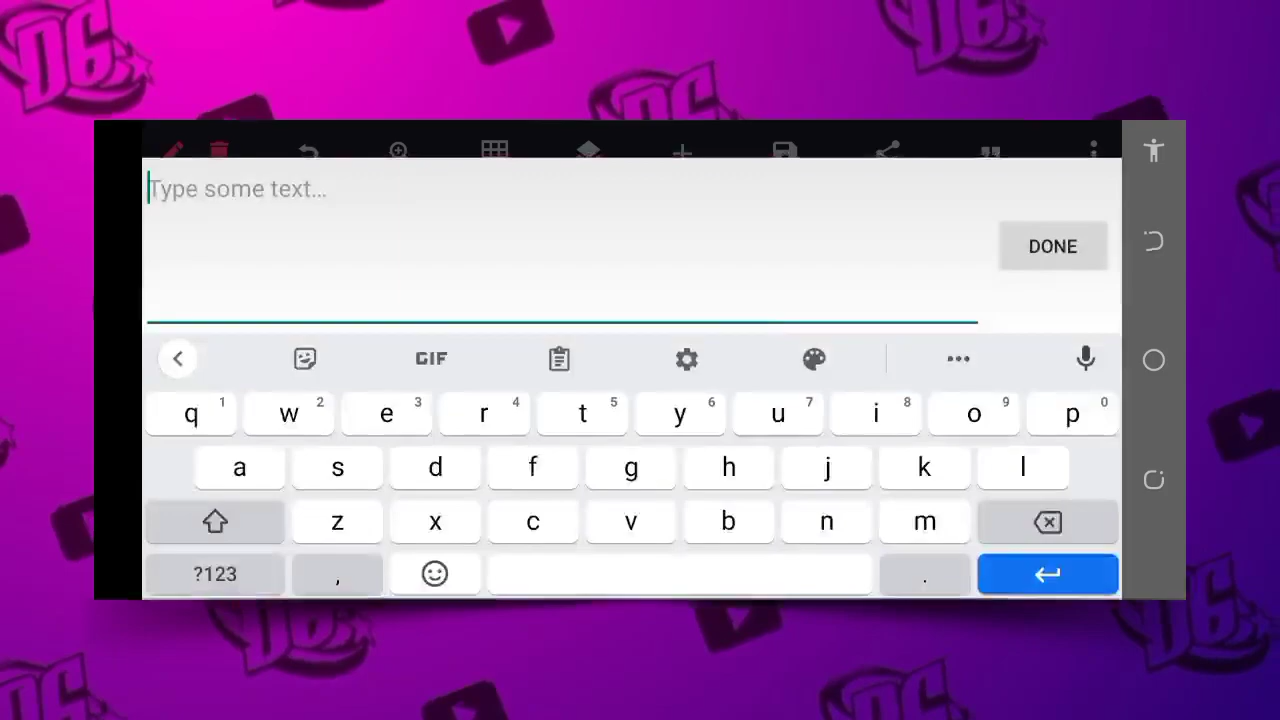 Type some text...
DONE
GIF
q 1 w 2 e 3 r 4 t 5 y 6 u 7 i 8 o 9 p 0
a s d f g h j k l
z x c v b n m
?123 , .